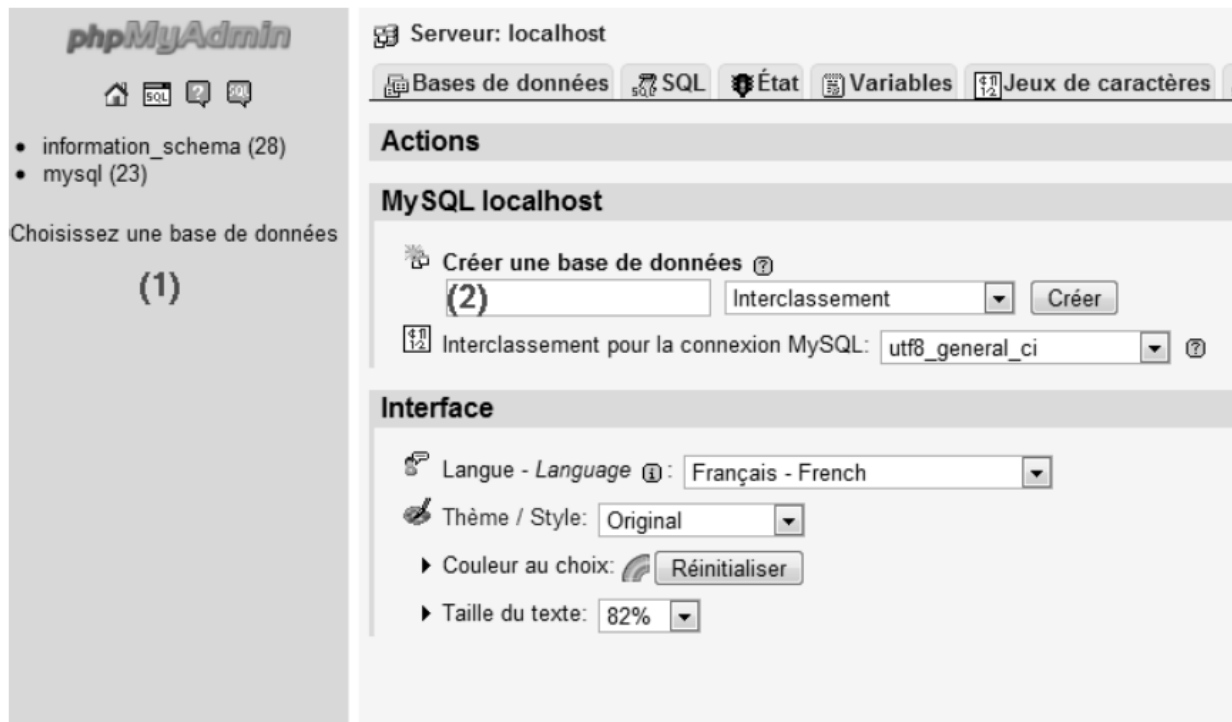 phpMyAdmin
SQL ? SQL
• information_schema (28)
• mysql (23)
Choisissez une base de données
(1)
Serveur: localhost
Bases de données SQL État Variables Jeux de caractères
Actions
MySQL localhost
Créer une base de données ?
(2) Interclassement Créer
Interclassement pour la connexion MySQL: utf8_general_ci ?
Interface
Langue - Language i : Français - French
Thème / Style: Original
Couleur au choix: Réinitialiser
Taille du texte: 82%